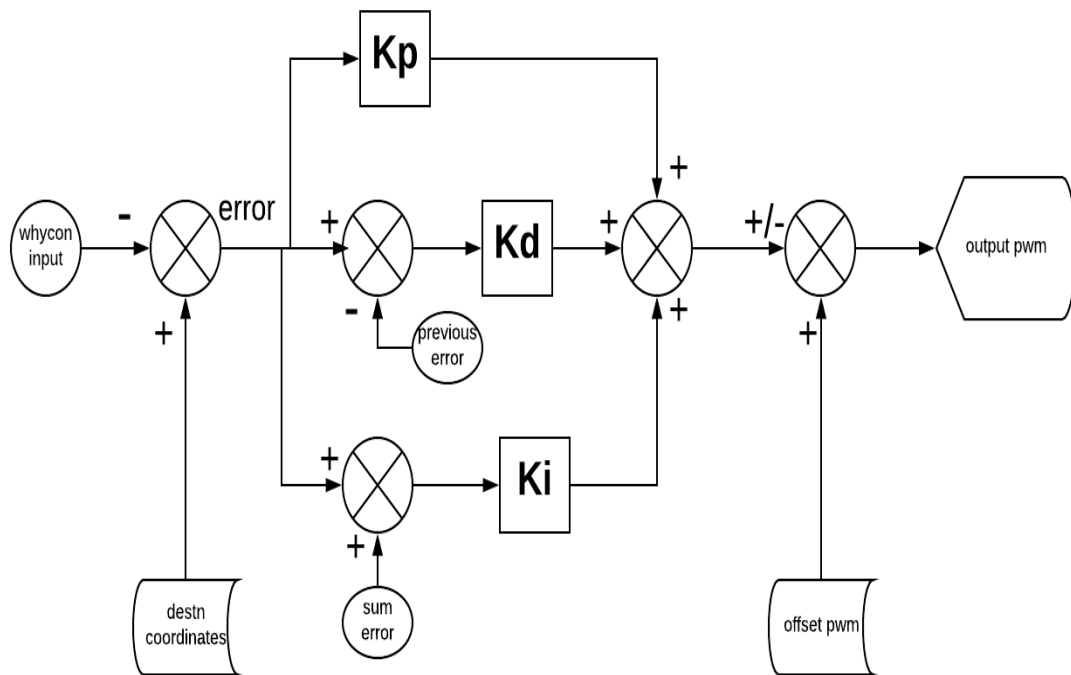 Kp
+
-
error
+
+
+/-
whycon
input
Kd
output pwm
+
-
+
+
previous
error
+
Ki
+
destn
coordinates
sum
error
offset pwm